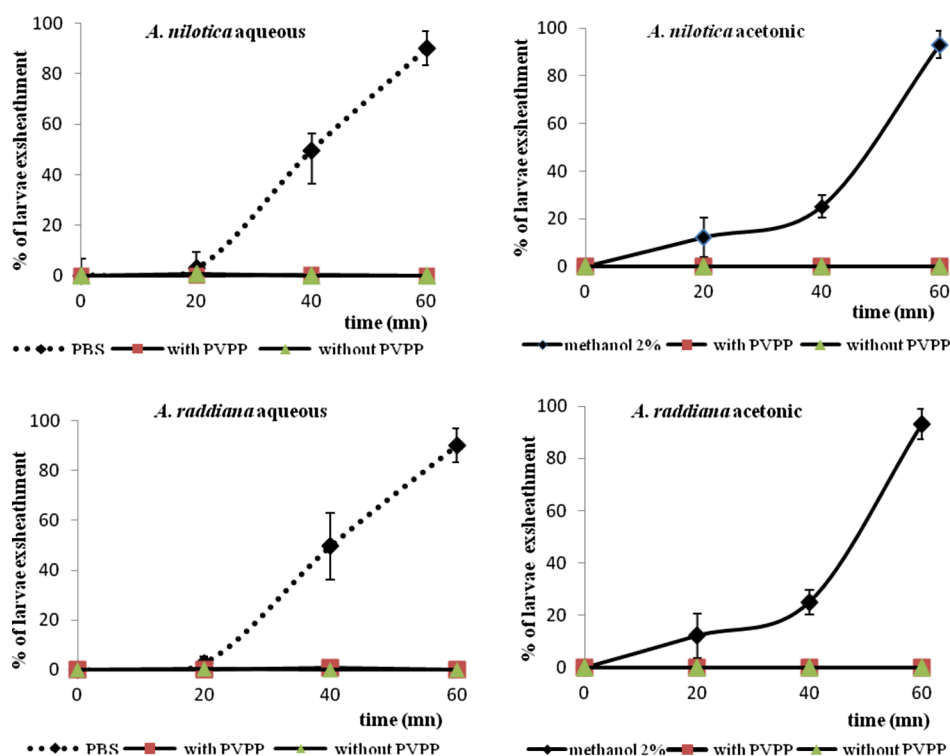 A. nilotica aqueous
% of larvae exsheathment
100
80
60
40
20
0
0 20 40 60
time (mn)
PBS with PVPP without PVPP
A. nilotica acetonic
% of larvae exsheathment
100
80
60
40
20
0
0 20 40 60
time (mn)
methanol 2% with PVPP without PVPP
A. raddiana aqueous
% of larvae exsheathment
100
80
60
40
20
0
0 20 40 60
time (mn)
PBS with PVPP without PVPP
A. raddiana acetonic
% of larvae exsheathment
100
80
60
40
20
0
0 20 40 60
time (mn)
methanol 2% with PVPP without PVPP